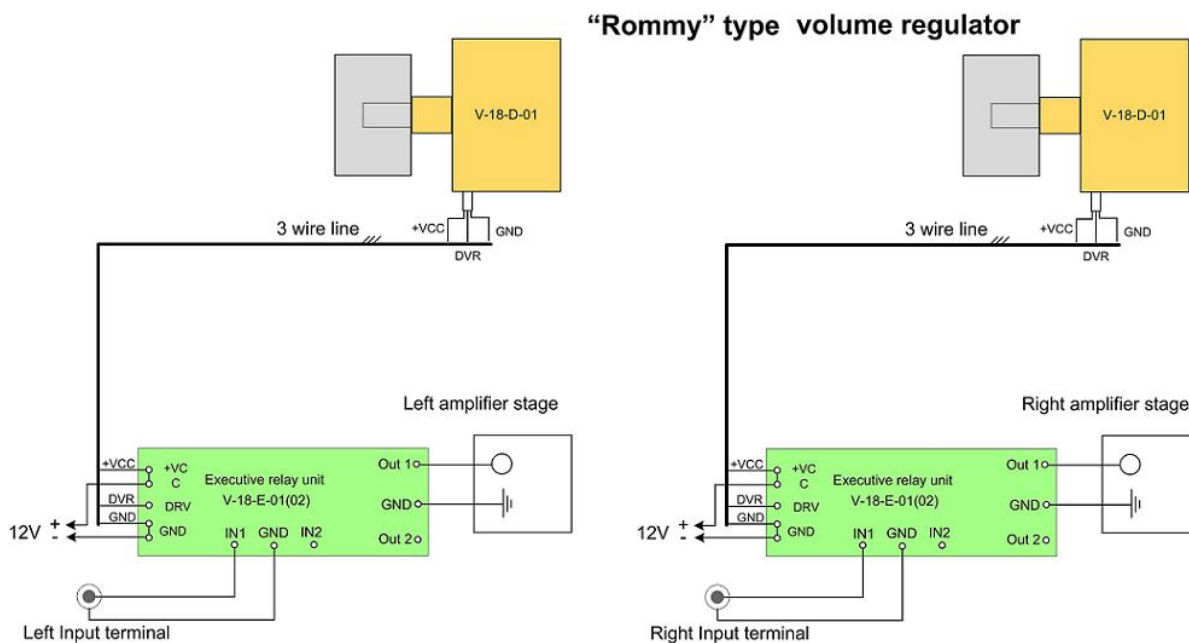 “Rommy” type volume regulator
V-18-D-01
3 wire line
+VCC
GND
DVR
Left amplifier stage
+VCC
DVR
GND
12V
+
-
+VC
C
DRV
GND
Executive relay unit
V-18-E-01(02)
Out 1
GND
Out 2
IN1
GND
IN2
Left Input terminal
V-18-D-01
3 wire line
+VCC
GND
DVR
Right amplifier stage
+VCC
DVR
GND
12V
+
-
+VC
C
DRV
GND
Executive relay unit
V-18-E-01(02)
Out 1
GND
Out 2
IN1
GND
IN2
Right Input terminal